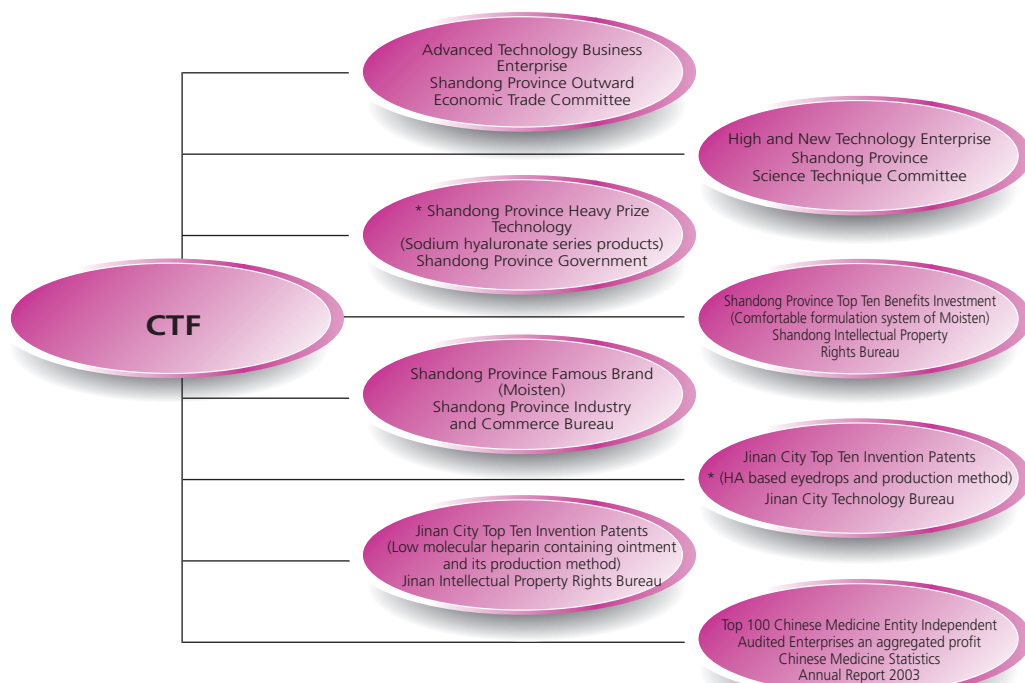 Advanced Technology Business
Enterprise
Shandong Province Outward
Economic Trade Committee
High and New Technology Enterprise
Shandong Province
Science Technique Committee
* Shandong Province Heavy Prize
Technology
(Sodium hyaluronate series products)
Shandong Province Government
CTF
Shandong Province Top Ten Benefits Investment
(Comfortable formulation system of Moisten)
Shandong Intellectual Property
Rights Bureau
Shandong Province Famous Brand
(Moisten)
Shandong Province Industry
and Commerce Bureau
Jinan City Top Ten Invention Patents
* (HA based eyedrops and production method)
Jinan City Technology Bureau
Jinan City Top Ten Invention Patents
(Low molecular heparin containing ointment
and its production method)
Jinan Intellectual Property Rights Bureau
Top 100 Chinese Medicine Entity Independent
Audited Enterprises an aggregated profit
Chinese Medicine Statistics
Annual Report 2003